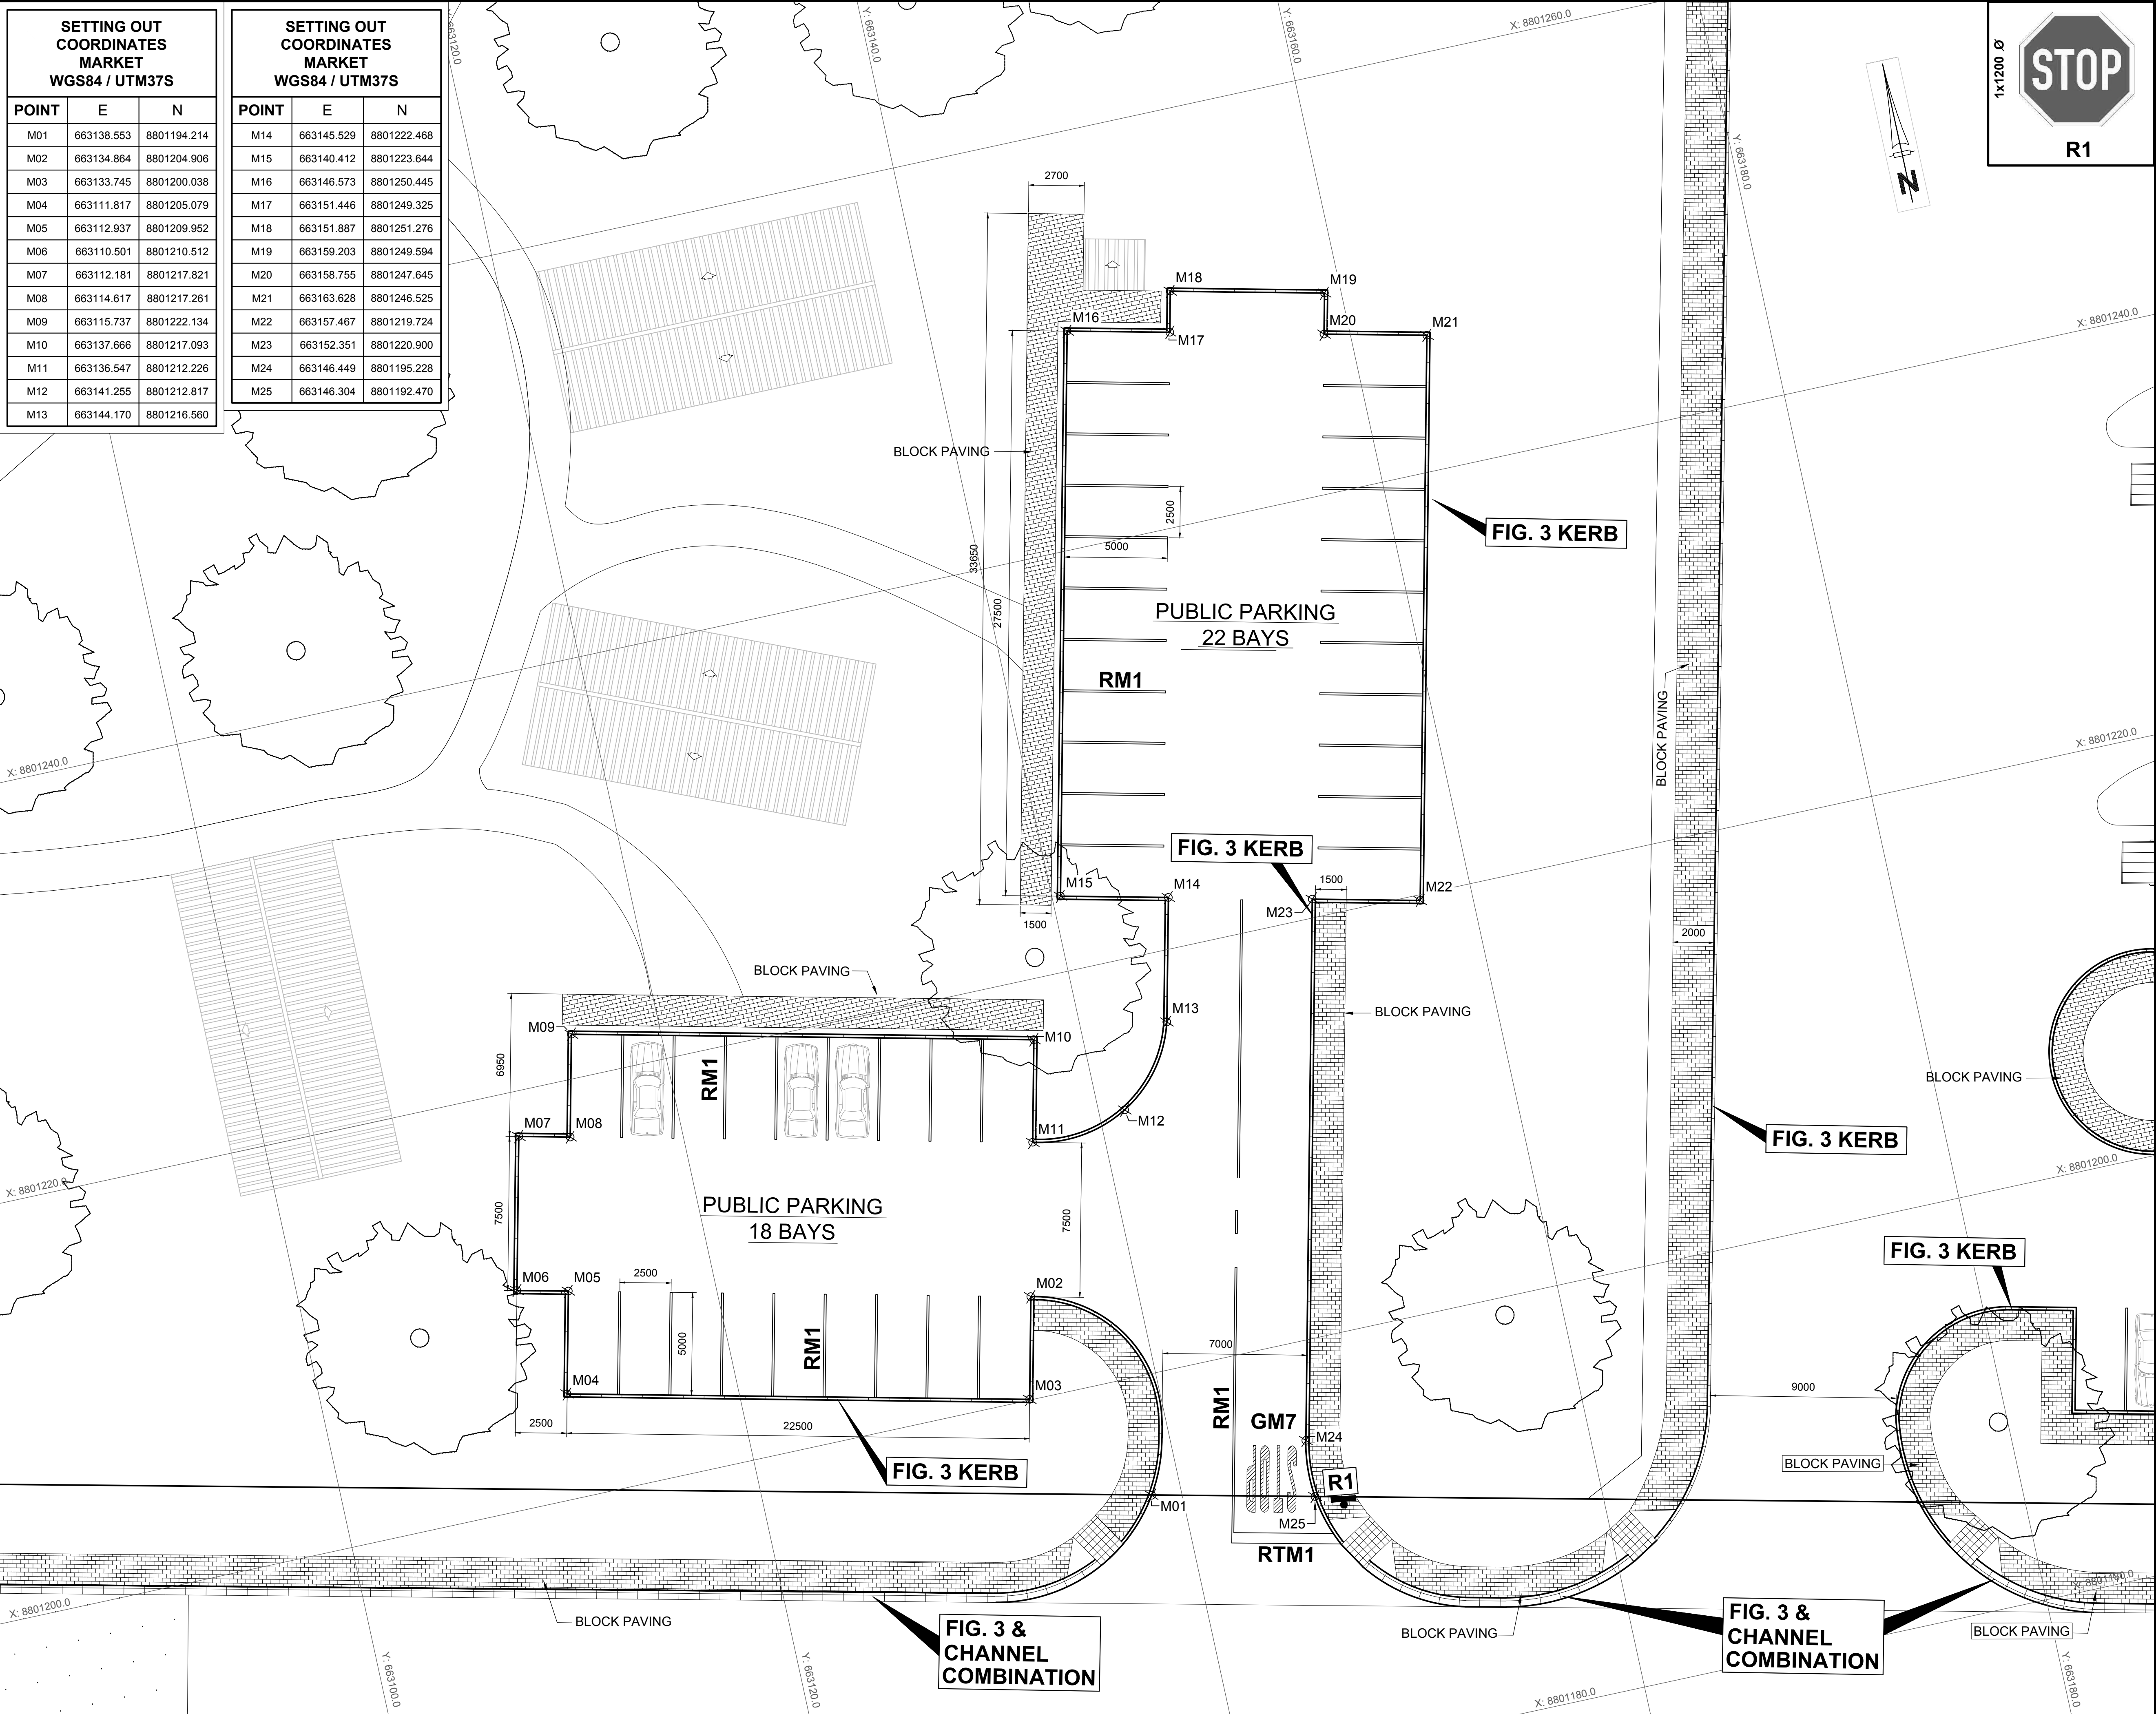 SETTING OUT
COORDINATES
MARKET
WGS84 / UTM37S
POINT E N
M01 663138.553 8801194.214
M02 663134.864 8801204.906
M03 663133.745 8801200.038
M04 663111.817 8801205.079
M05 663112.937 8801209.952
M06 663110.501 8801210.512
M07 663112.181 8801217.821
M08 663114.617 8801217.261
M09 663115.737 8801222.134
M10 663137.666 8801217.093
M11 663136.547 8801212.226
M12 663141.255 8801212.817
M13 663144.170 8801216.560
SETTING OUT
COORDINATES
MARKET
WGS84 / UTM37S
POINT E N
M14 663145.529 8801222.468
M15 663140.412 8801223.644
M16 663146.573 8801250.445
M17 663151.446 8801249.325
M18 663151.887 8801251.276
M19 663159.203 8801249.594
M20 663158.755 8801247.645
M21 663163.628 8801246.525
M22 663157.467 8801219.724
M23 663152.351 8801220.900
M24 663146.449 8801195.228
M25 663146.304 8801192.470
Y: 663140.0
Y: 663160.0
X: 8801260.0
1x1200 Ø
STOP
R1
N
Y: 663180.0
2700
M18
M19
M16
M17
M20
M21
X: 8801240.0
BLOCK PAVING
2500
FIG. 3 KERB
5000
33650
27500
PUBLIC PARKING
22 BAYS
RM1
BLOCK PAVING
X: 8801240.0
X: 8801220.0
FIG. 3 KERB
M15
M14
1500
M22
M23
1500
2000
BLOCK PAVING
M13
BLOCK PAVING
M09
M10
6950
RM1
BLOCK PAVING
M07
M08
M11
M12
FIG. 3 KERB
X: 8801200.0
X: 8801220.0
7500
PUBLIC PARKING
18 BAYS
7500
FIG. 3 KERB
M06
M05
2500
M02
5000
RM1
7000
M04
M03
9000
2500
22500
RM1
GM7
M24
FIG. 3 KERB
BLOCK PAVING
STOP
R1
M01
M25
RTM1
X: 8801180.0
X: 8801200.0
BLOCK PAVING
FIG. 3 &
CHANNEL
COMBINATION
BLOCK PAVING
FIG. 3 &
CHANNEL
COMBINATION
BLOCK PAVING
Y: 663100.0
Y: 663120.0
X: 8801180.0
Y: 663180.0